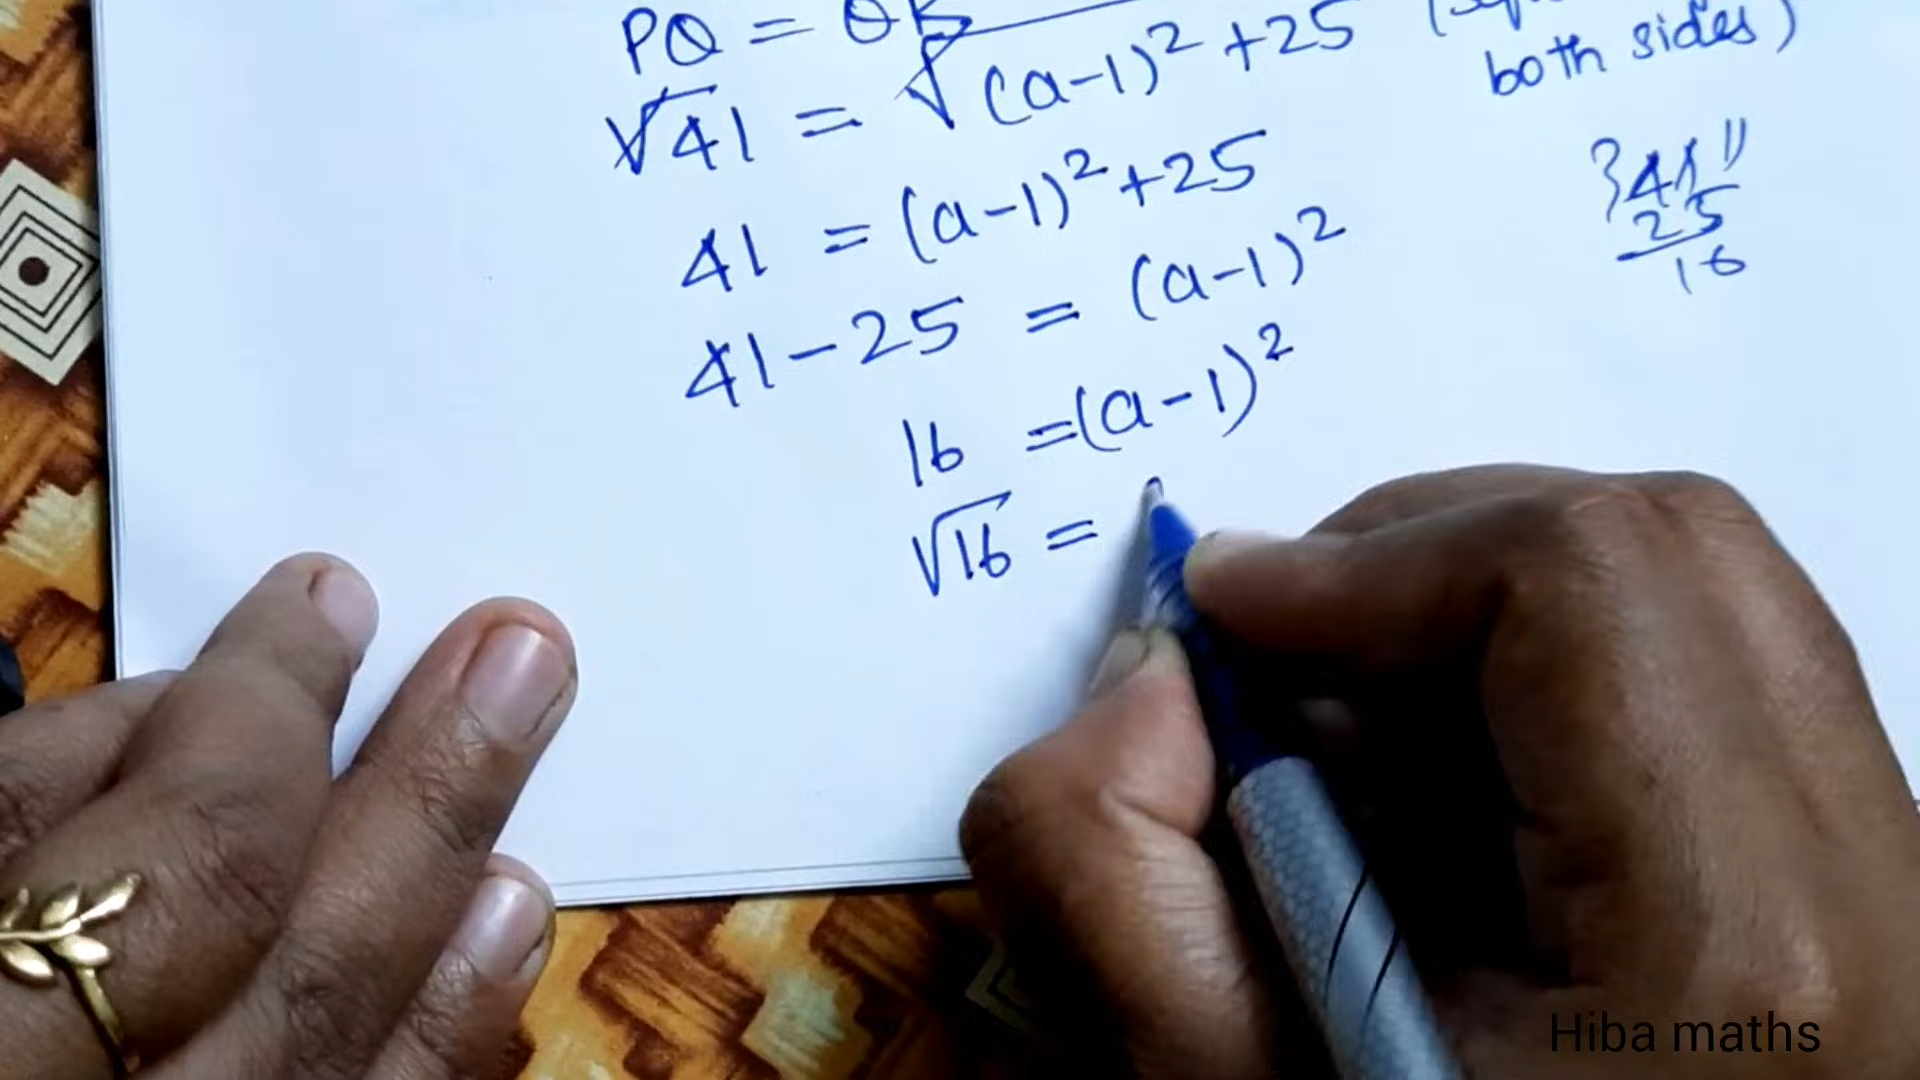 PQ = QR
√41 = √(a-1)² + 25
both sides)
41 = (a-1)² + 25
41 - 25 = (a-1)²
16 = (a-1)²
√16 =
41
25
16
Hiba maths